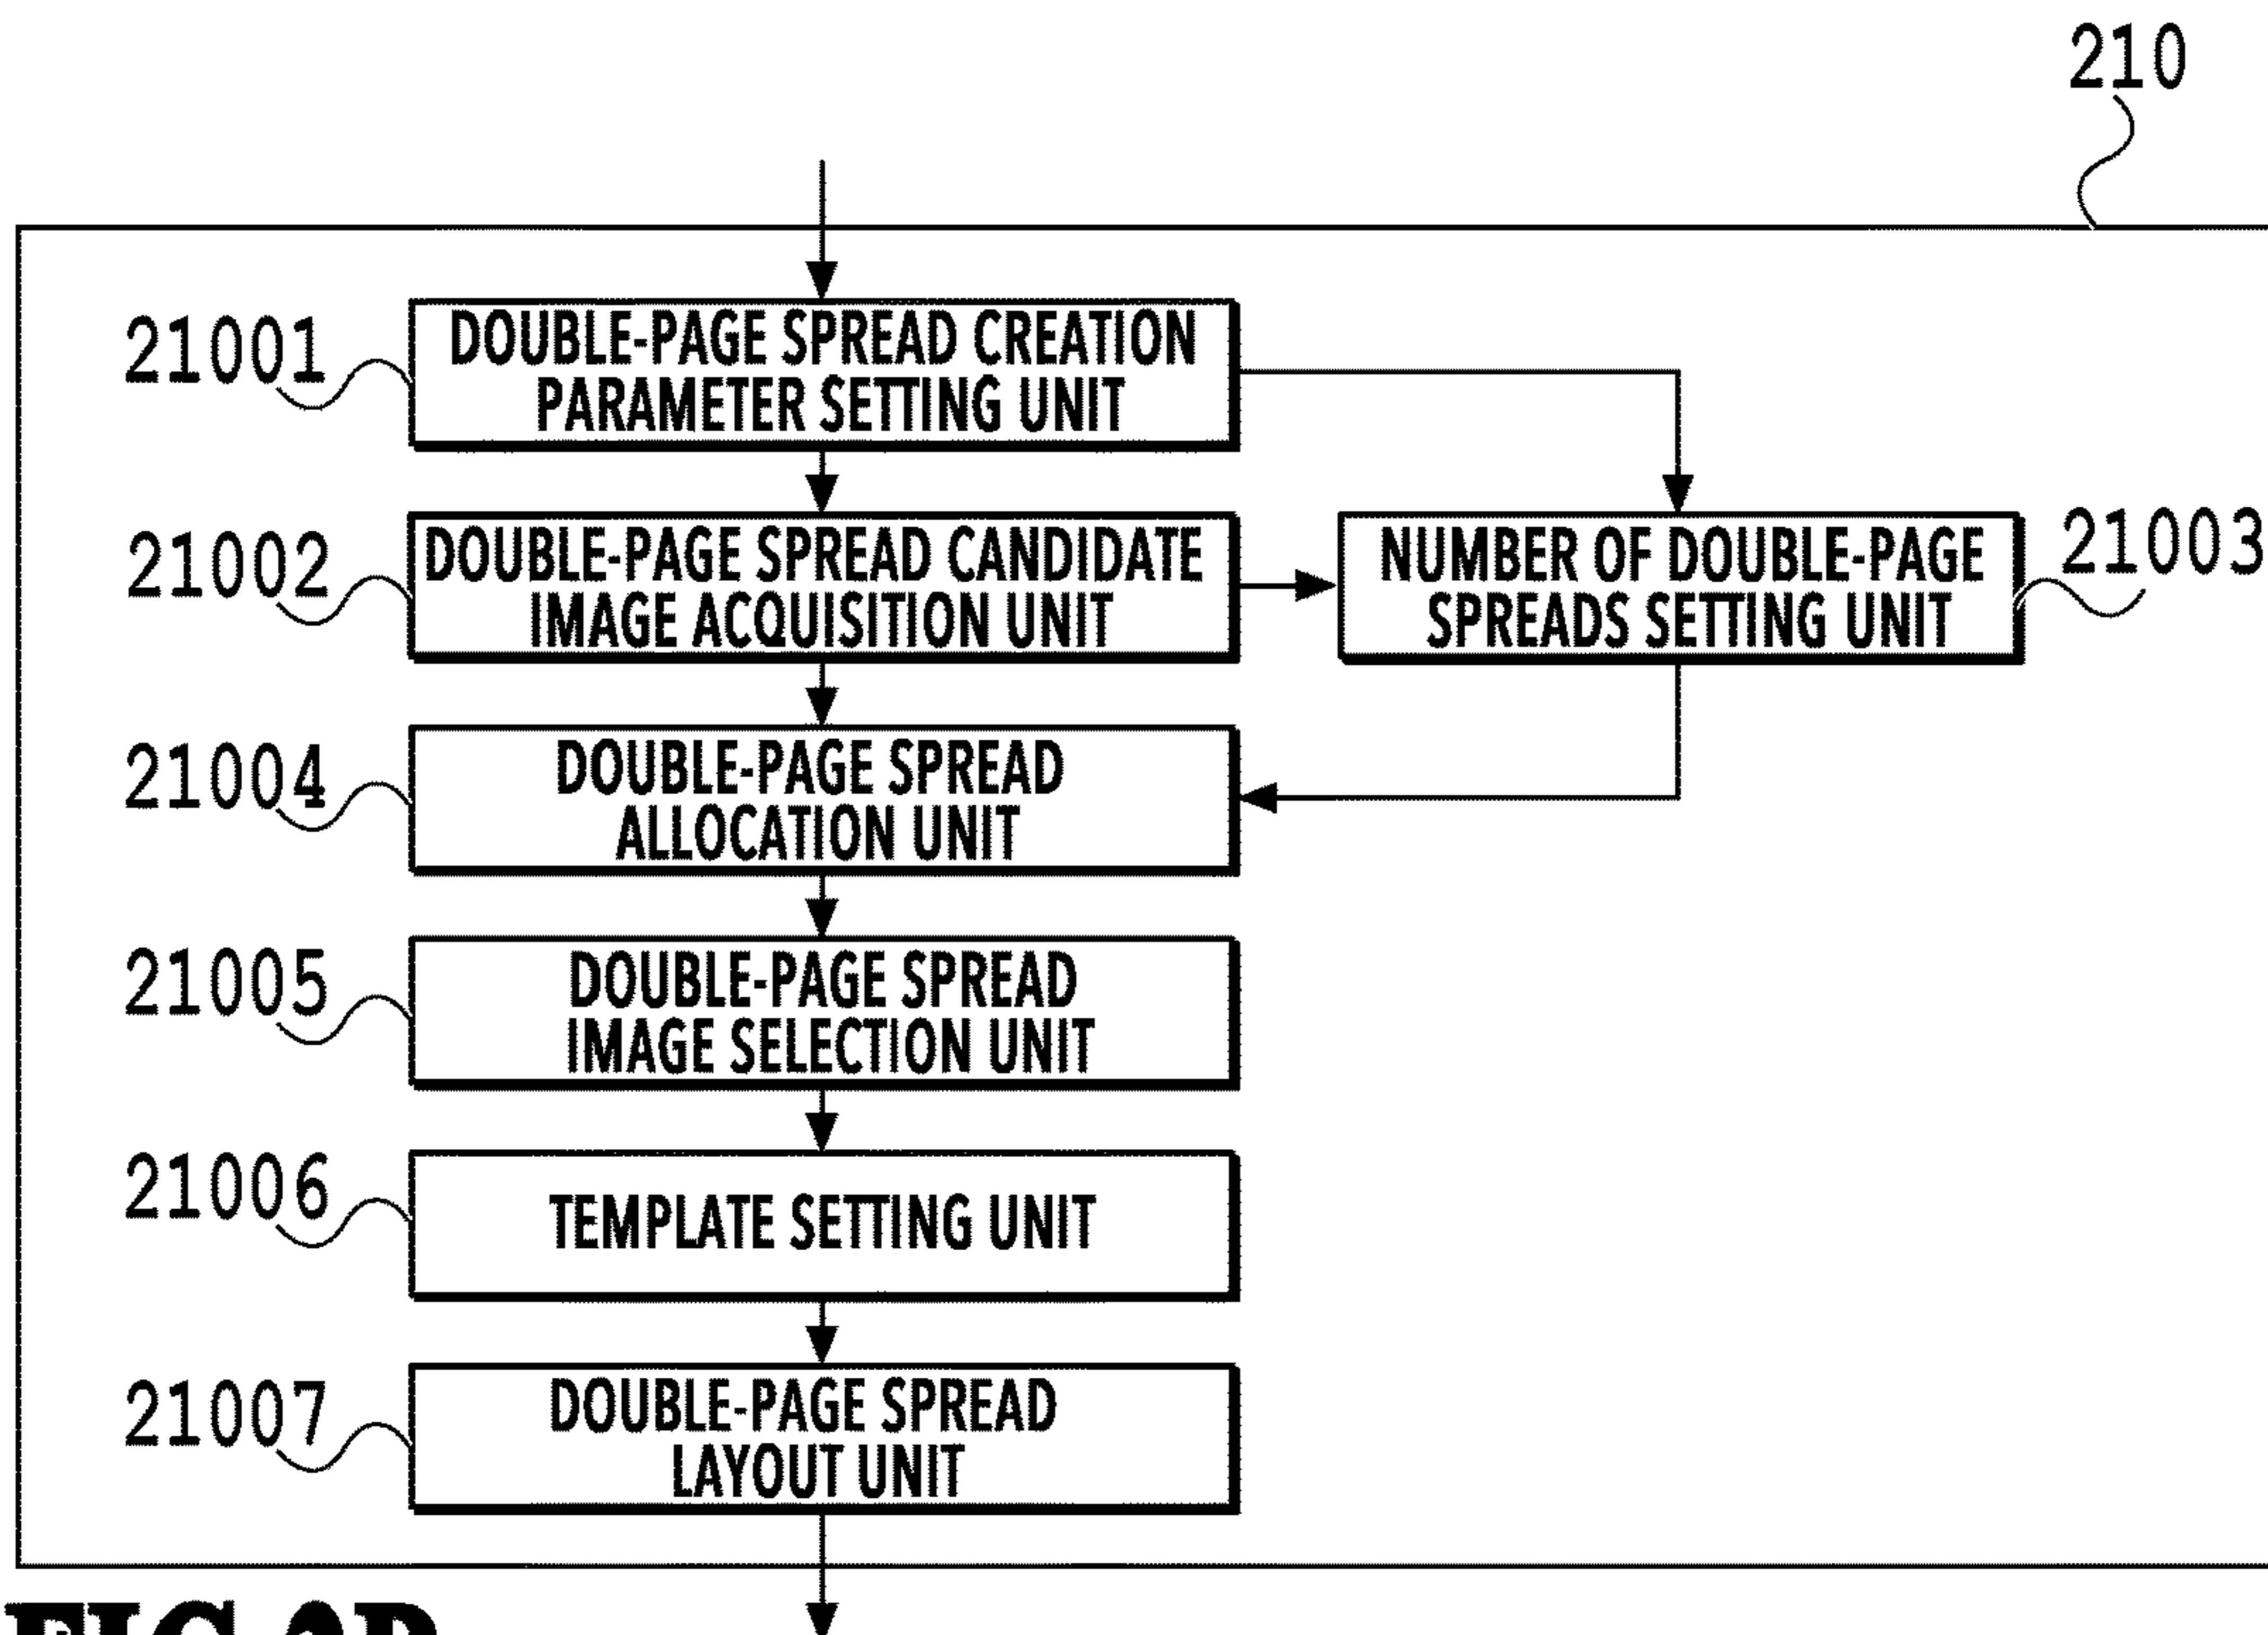 210
21001
DOUBLE-PAGE SPREAD CREATION
PARAMETER SETTING UNIT
21002
DOUBLE-PAGE SPREAD CANDIDATE
IMAGE ACQUISITION UNIT
NUMBER OF DOUBLE-PAGE
SPREADS SETTING UNIT
21003
21004
DOUBLE-PAGE SPREAD
ALLOCATION UNIT
21005
DOUBLE-PAGE SPREAD
IMAGE SELECTION UNIT
21006
TEMPLATE SETTING UNIT
21007
DOUBLE-PAGE SPREAD
LAYOUT UNIT